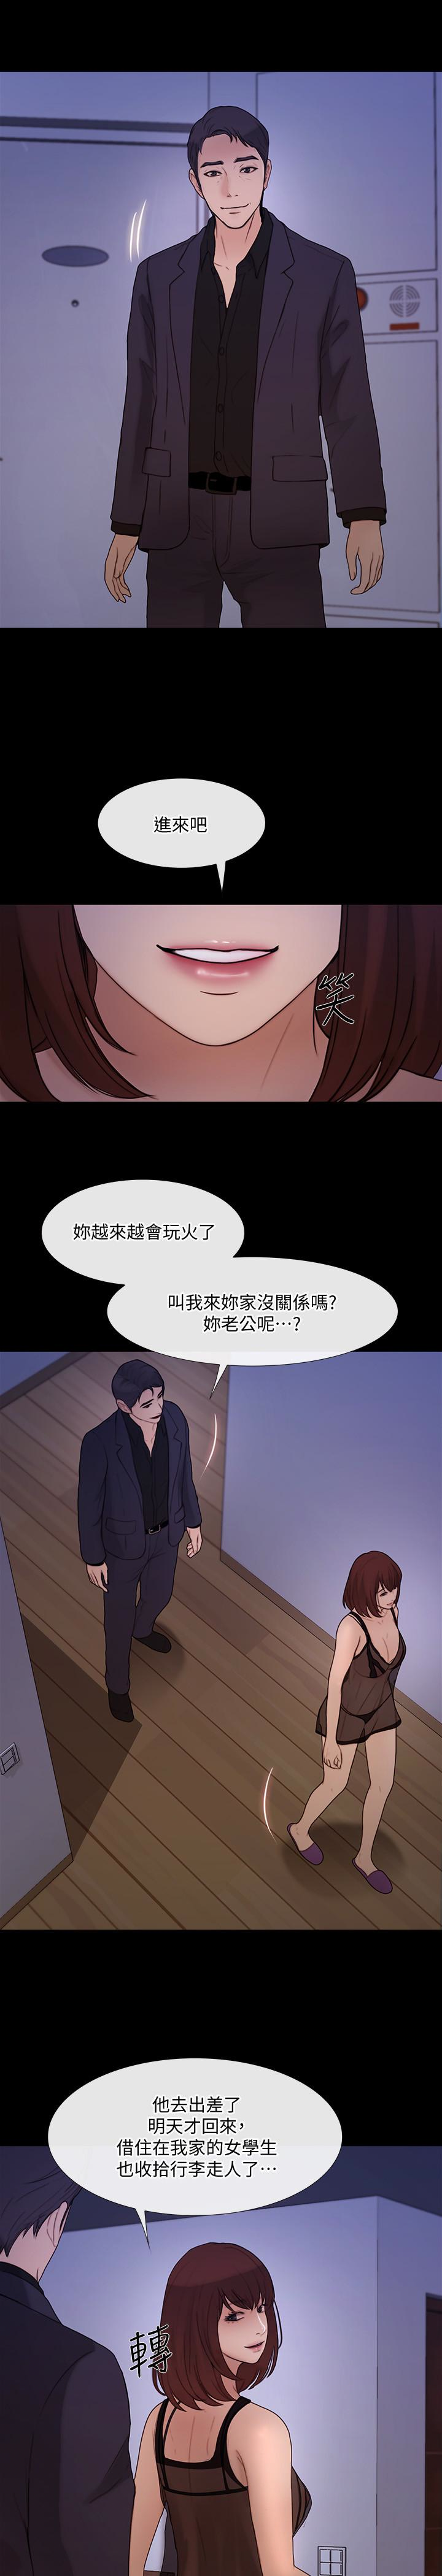 進來吧
笑
妳越來越會玩火了
叫我來妳家沒關係嗎?
妳老公呢…?
他去出差了
明天才回來，
借住在我家的女學生
也收拾行李走人了…
轉